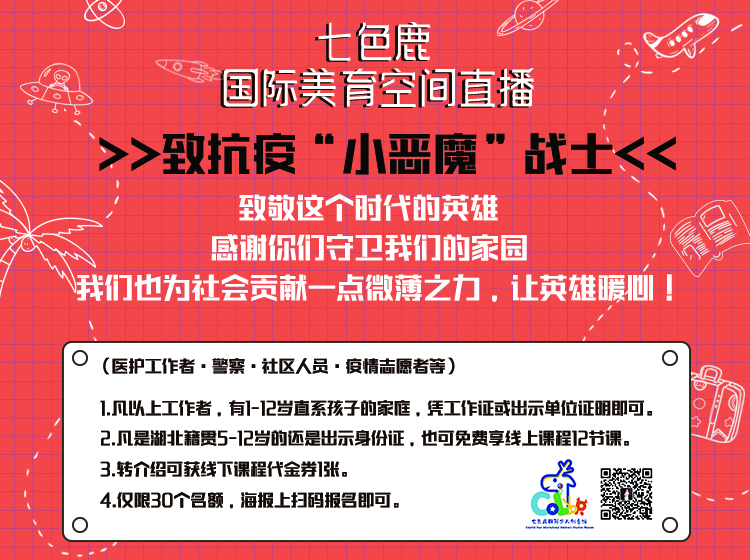 七色鹿
国际美育空间直播
>>致抗疫“小恶魔”战士<<
致敬这个时代的英雄
感谢你们守卫我们的家园
我们也为社会贡献一点微薄之力，让英雄暖心！
（医护工作者·警察·社区人员·疫情志愿者等）
1.凡以上工作者，有1-12岁直系孩子的家庭，凭工作证或出示单位证明即可。
2.凡是湖北籍贯5-12岁的还是出示身份证，也可免费享线上课程12节课。
3.转介绍可获线下课程代金券1张。
4.仅限30个名额，海报上扫码报名即可。
COLOR